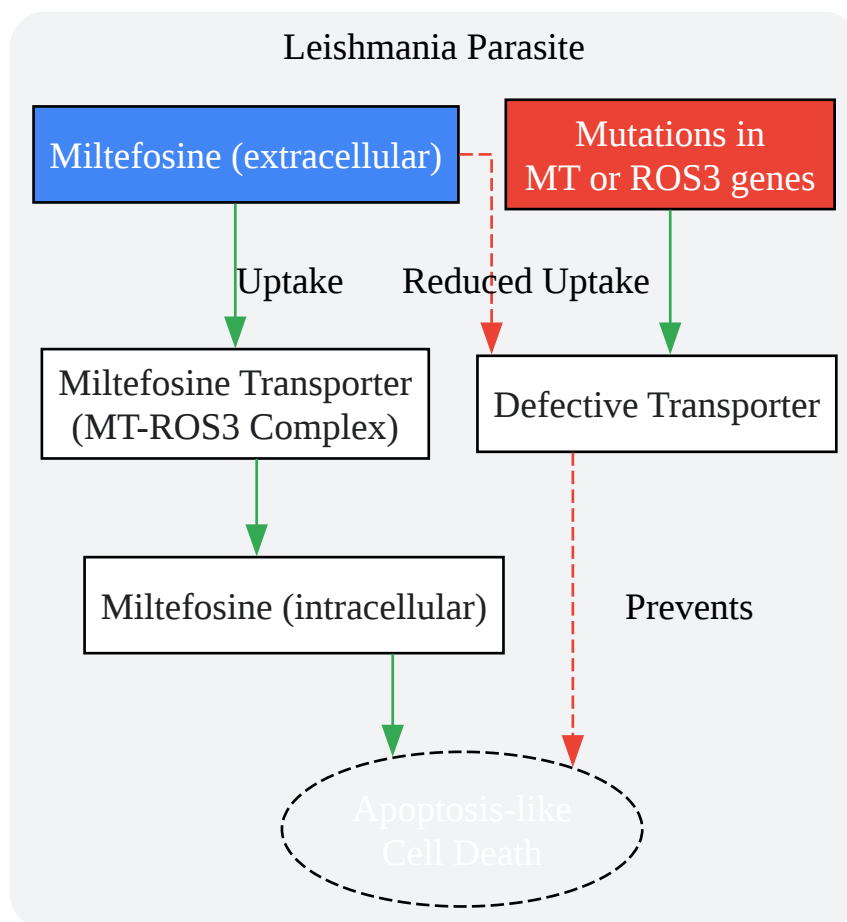 Leishmania Parasite
Miltefosine (extracellular)
Mutations in
MT or ROS3 genes
Uptake
Reduced Uptake
Miltefosine Transporter
(MT-ROS3 Complex)
Defective Transporter
Miltefosine (intracellular)
Prevents
Apoptosis-like
Cell Death